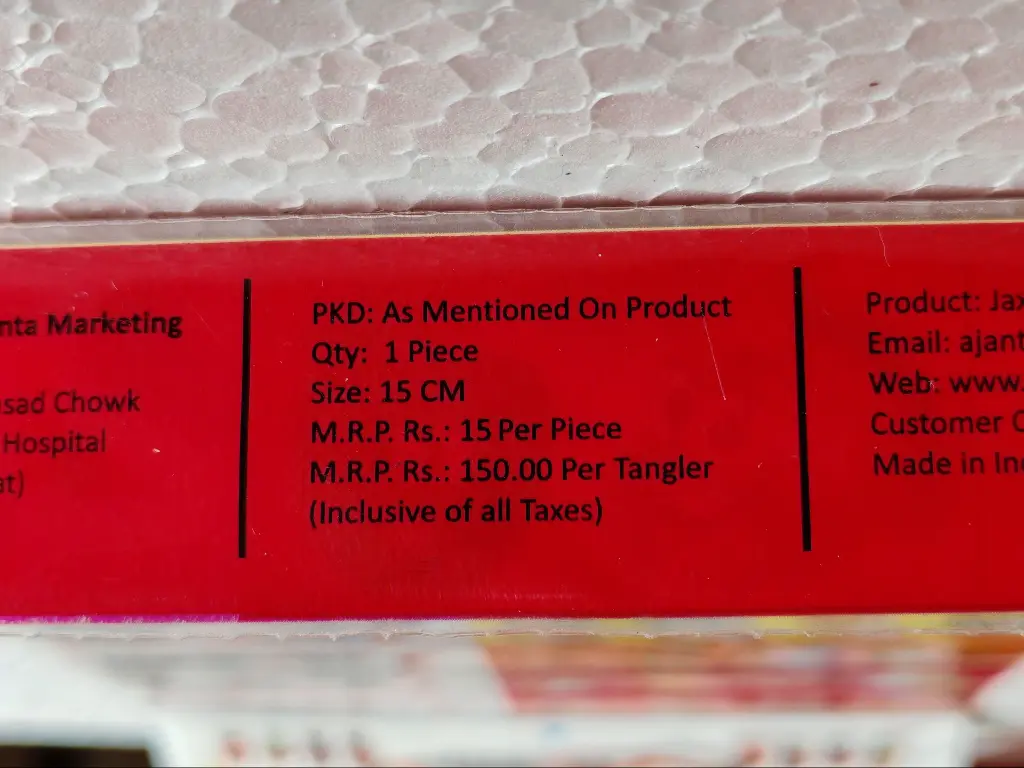 nta Marketing
sad Chowk
Hospital
at)
PKD: As Mentioned On Product
Qty: 1 Piece
Size: 15 CM
M.R.P. Rs.: 15 Per Piece
M.R.P. Rs.: 150.00 Per Tangler
(Inclusive of all Taxes)
Product: Jax
Email: ajant
Web: www.
Customer C
Made in In